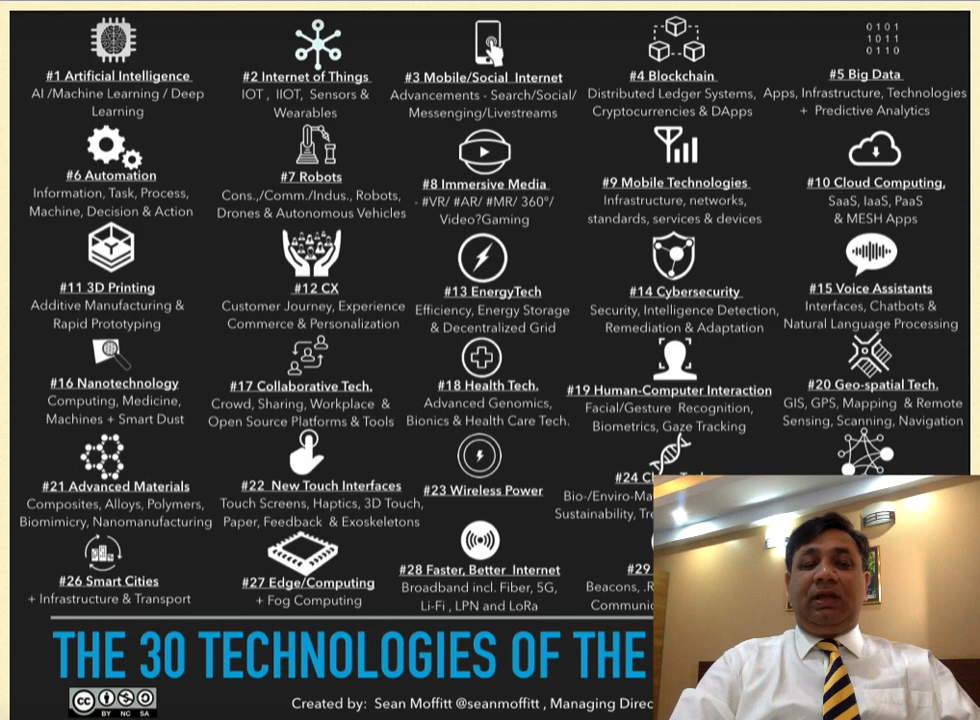 #1 Artificial Intelligence
AI /Machine Learning / Deep
Learning
#2 Internet of Things
IOT , IIOT, Sensors &
Wearables
#3 Mobile/Social Internet
Advancements - Search/Social/
Messenging/Livestreams
#4 Blockchain
Distributed Ledger Systems,
Cryptocurrencies & DApps
0101
1011
0110
#5 Big Data
Apps, Infrastructure, Technologies
+ Predictive Analytics
#6 Automation
Information, Task, Process,
Machine, Decision & Action
#7 Robots
Cons./Comm./Indus., Robots,
Drones & Autonomous Vehicles
#8 Immersive Media
- #VR/ #AR/ #MR/ 360°/
Video?Gaming
#9 Mobile Technologies
Infrastructure, networks,
standards, services & devices
#10 Cloud Computing,
SaaS, IaaS, PaaS
& MESH Apps
#11 3D Printing
Additive Manufacturing &
Rapid Prototyping
#12 CX
Customer Journey, Experience
Commerce & Personalization
#13 EnergyTech
Efficiency, Energy Storage
& Decentralized Grid
#14 Cybersecurity
Security, Intelligence Detection,
Remediation & Adaptation
#15 Voice Assistants
Interfaces, Chatbots &
Natural Language Processing
#16 Nanotechnology
Computing, Medicine,
Machines + Smart Dust
#17 Collaborative Tech.
Crowd, Sharing, Workplace &
Open Source Platforms & Tools
#18 Health Tech.
Advanced Genomics,
Bionics & Health Care Tech.
#19 Human-Computer Interaction
Facial/Gesture Recognition,
Biometrics, Gaze Tracking
#20 Geo-spatial Tech.
GIS, GPS, Mapping & Remote
Sensing, Scanning, Navigation
#21 Advanced Materials
Composites, Alloys, Polymers,
Biomimicry, Nanomanufacturing
#22 New Touch Interfaces
Touch Screens, Haptics, 3D Touch,
Paper, Feedback & Exoskeletons
#23 Wireless Power
#24
Bio-/Enviro-
Sustainability,
#26 Smart Cities
+ Infrastructure & Transport
#27 Edge/Computing
+ Fog Computing
#28 Faster, Better Internet
Broadband incl. Fiber, 5G,
Li-Fi , LPN and LoRa
#29
Beacons,
THE 30 TECHNOLOGIES OF THE
cc BY NC SA
Created by: Sean Moffitt @seanmoffitt , Managing